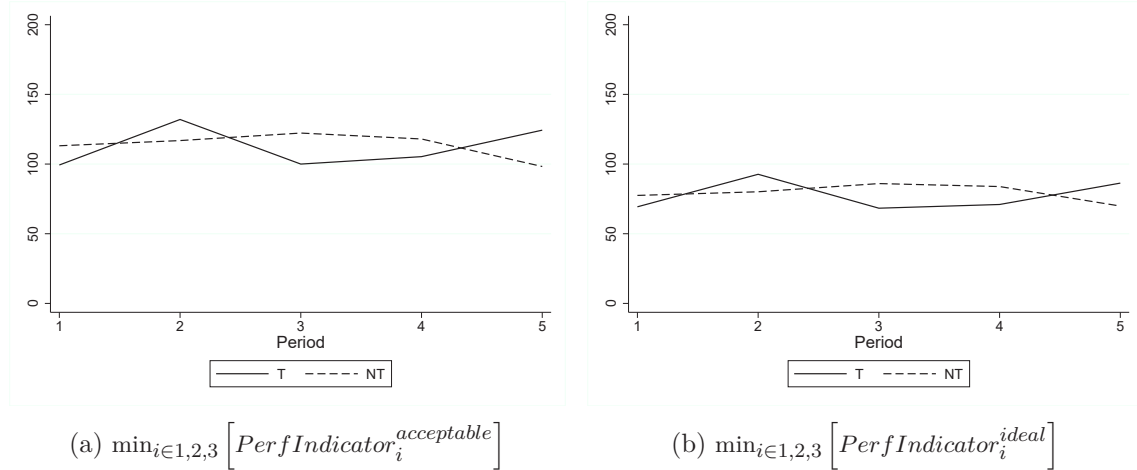 200
150
100
50
0
1 2 3 4 5
Period
T NT
(a) min_{i∈1,2,3} [PerfIndicator_i^{acceptable}]
200
150
100
50
0
1 2 3 4 5
Period
T NT
(b) min_{i∈1,2,3} [PerfIndicator_i^{ideal}]